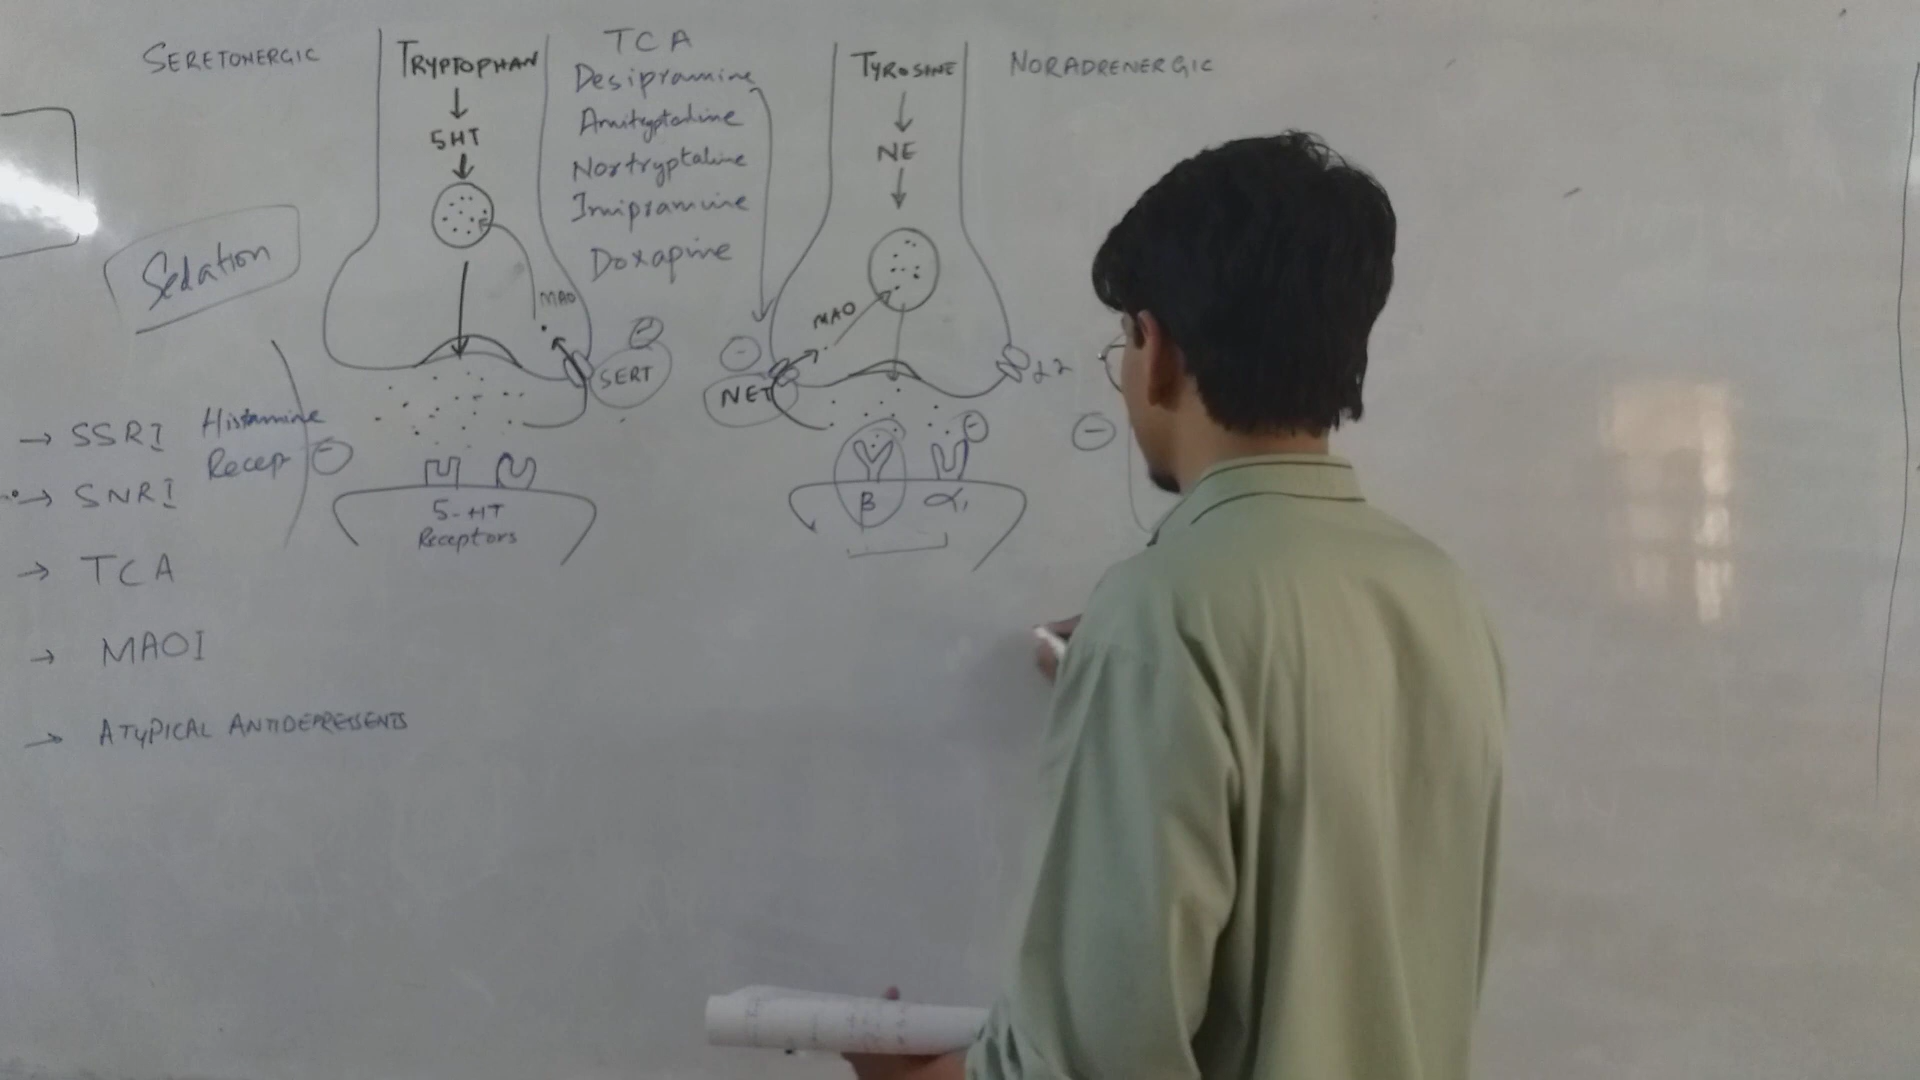 SERETONERGIC
TRYPTOPHAN
5HT
MAO
SERT
5-HT
Receptors
TCA
Desipramine
Amitryptaline
Nortryptaline
Imipramine
Doxapine
TYROSINE
NE
MAO
NET
α2
β
α1
NORADRENERGIC
Sedation
Histamine
Recep
→ SSRI
→ SNRI
→ TCA
→ MAOI
→ ATYPICAL ANTIDEPRESSENTS